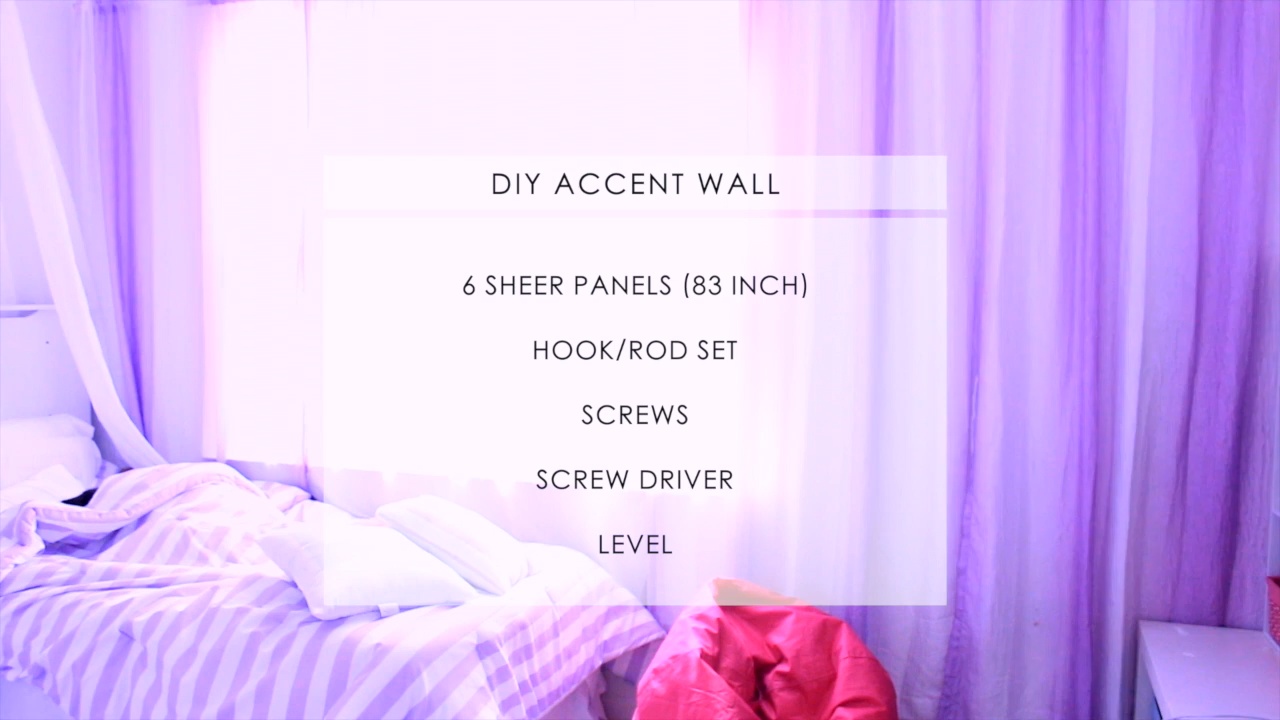 DIY ACCENT WALL
6 SHEER PANELS (83 INCH)
HOOK/ROD SET
SCREWS
SCREW DRIVER
LEVEL